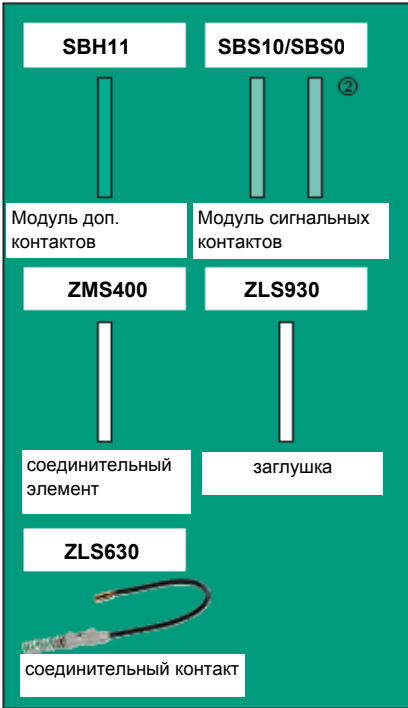 SBH11
SBS10/SBS0
②
Модуль доп.
контактов
Модуль сигнальных
контактов
ZMS400
ZLS930
соединительный
элемент
заглушка
ZLS630
соединительный контакт